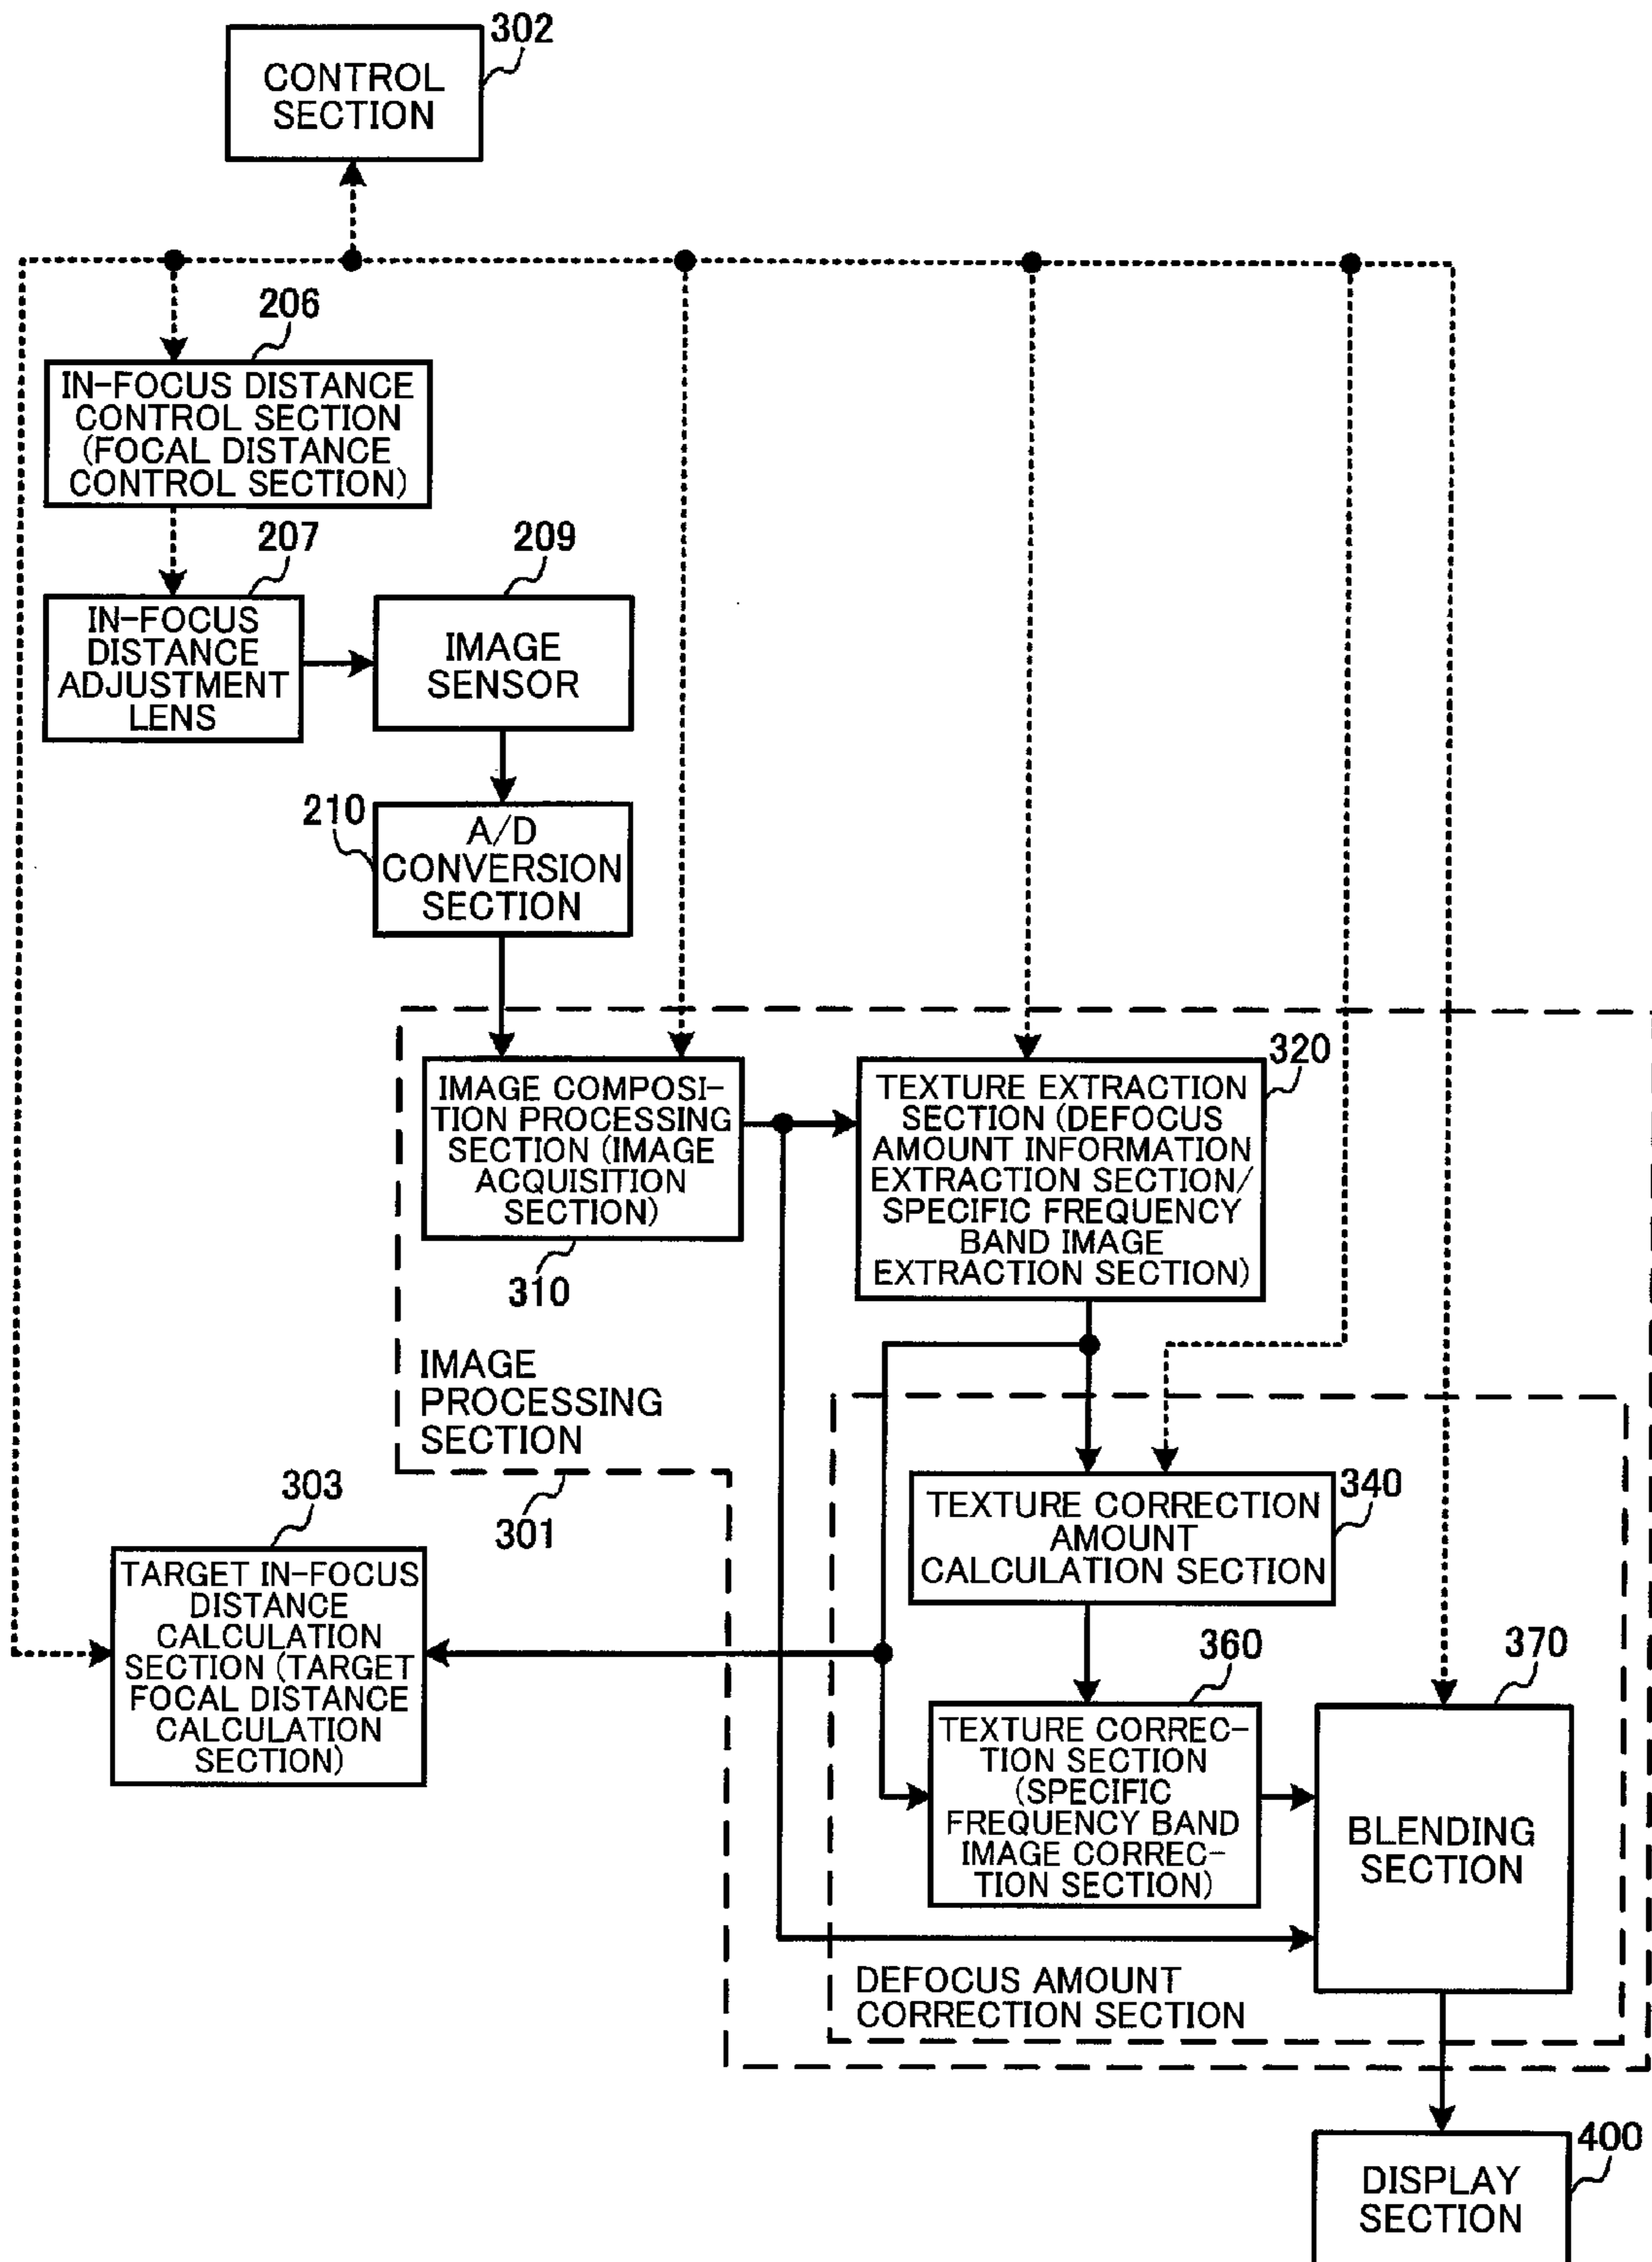 302
CONTROL
SECTION
206
IN-FOCUS DISTANCE
CONTROL SECTION
(FOCAL DISTANCE
CONTROL SECTION)
207
IN-FOCUS
DISTANCE
ADJUSTMENT
LENS
209
IMAGE
SENSOR
210
A/D
CONVERSION
SECTION
IMAGE COMPOSI-
TION PROCESSING
SECTION (IMAGE
ACQUISITION
SECTION)
310
320
TEXTURE EXTRACTION
SECTION (DEFOCUS
AMOUNT INFORMATION
EXTRACTION SECTION/
SPECIFIC FREQUENCY
BAND IMAGE
EXTRACTION SECTION)
IMAGE
PROCESSING
SECTION
301
303
TARGET IN-FOCUS
DISTANCE
CALCULATION
SECTION (TARGET
FOCAL DISTANCE
CALCULATION
SECTION)
340
TEXTURE CORRECTION
AMOUNT
CALCULATION SECTION
360
TEXTURE CORREC-
TION SECTION
(SPECIFIC
FREQUENCY BAND
IMAGE CORREC-
TION SECTION)
370
BLENDING
SECTION
DEFOCUS AMOUNT
CORRECTION SECTION
400
DISPLAY
SECTION